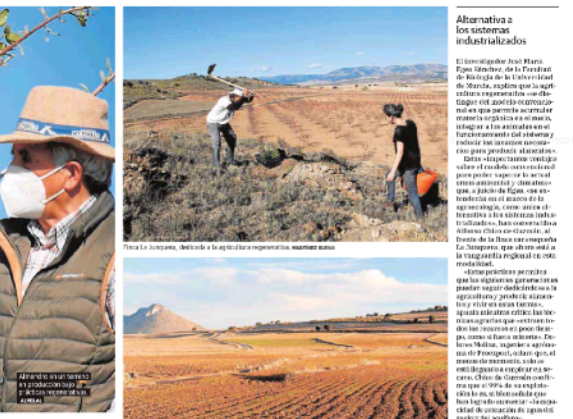 Almendro en un terreno
en producción bajo
prácticas regenerativas.
ALVELAL
Finca La Junquera, dedicada a la agricultura regenerativa.
Alternativa a
los sistemas
industrializados
El investigador José María
Egea Sánchez, de la Facultad
de Biología de la Universidad
de Murcia, explica que la agri-
cultura regenerativa «se dis-
tingue del modelo convencio-
nal en que permite acumular
materia orgánica en el suelo,
integrar a los animales en el
funcionamiento del sistema y
reducir los insumos necesa-
rios para producir alimentos».
Estas «importantes ventajas
sobre el modelo convencional
para poder superar la actual
crisis ambiental y climática»
que, a juicio de Egea, «se en-
tenderán en el marco de la
agroecología, como única al-
ternativa a los sistemas indus-
trializados», han convencido a
Alfonso Chico de Guzmán, al
frente de la finca caravaqueña
La Junquera, que ahora está a
la vanguardia regional en esta
modalidad.
«Estas prácticas permiten
que las siguientes generaciones
puedan seguir dedicándose a la
agricultura y producir alimen-
tos y vivir en estas tierras»,
apunta mientras critica las téc-
nicas agrarias que «extraen to-
dos los recursos en poco tiem-
po, como si fuera minería». Do-
lores Molina, ingeniera agróno-
ma de Proexport, aclara que, al
menos de momento, solo se
está llegando a emplear en se-
cano. Chico de Guzmán confir-
ma que el 99% de su explota-
ción lo es, si bien señala que
han logrado aumentar «la capa-
cidad de retención de agua del